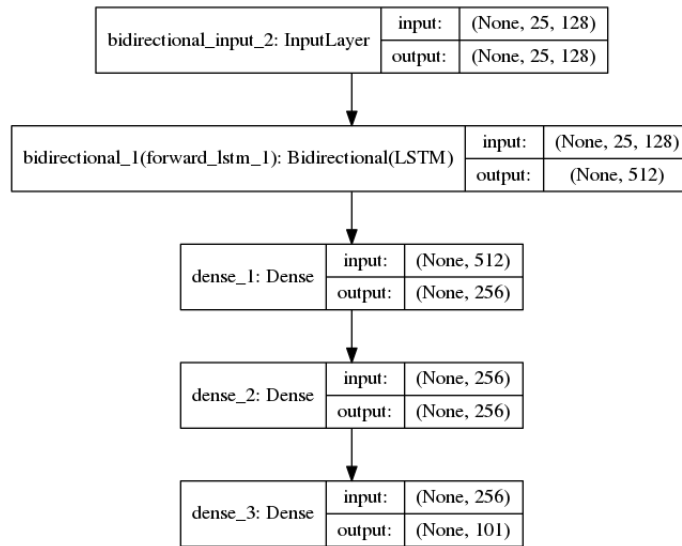 bidirectional_input_2: InputLayer
input: (None, 25, 128)
output: (None, 25, 128)
bidirectional_1(forward_lstm_1): Bidirectional(LSTM)
input: (None, 25, 128)
output: (None, 512)
dense_1: Dense
input: (None, 512)
output: (None, 256)
dense_2: Dense
input: (None, 256)
output: (None, 256)
dense_3: Dense
input: (None, 256)
output: (None, 101)